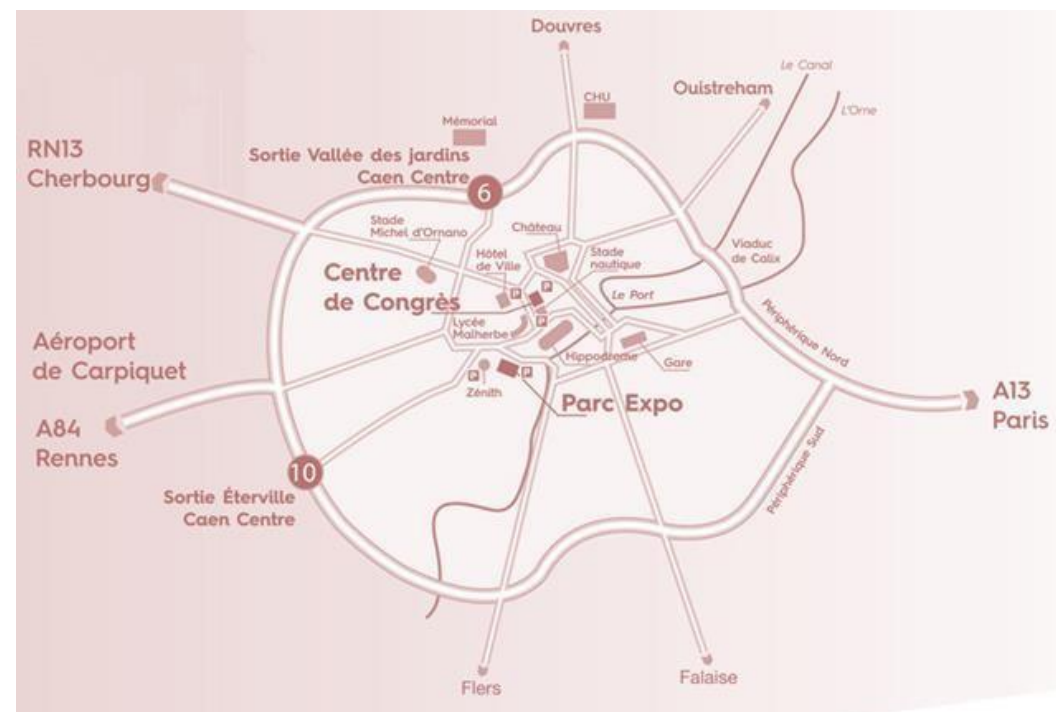 Douvres
Le Canal
Ouistreham
CHU
L'Orne
Mémorial
RN13
Cherbourg
Sortie Vallée des jardins
Caen Centre
6
Stade
Michel d'Ornano
Château
Hôtel
de Ville
Stade
nautique
Viaduc
de Calix
Centre
de Congrès
P
P
Le Port
Lycée
Malherbe
P
Périphérique Nord
Aéroport
de Carpiquet
Hippodrome
Gare
P
Zénith
P
Parc Expo
A13
Paris
A84
Rennes
10
Sortie Éterville
Caen Centre
Périphérique Sud
Flers
Falaise